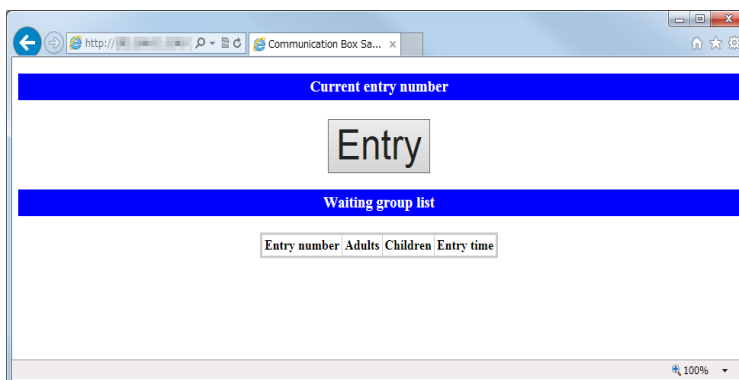 http://
Communication Box Sa...
Current entry number
Entry
Waiting group list
Entry number Adults Children Entry time
100%